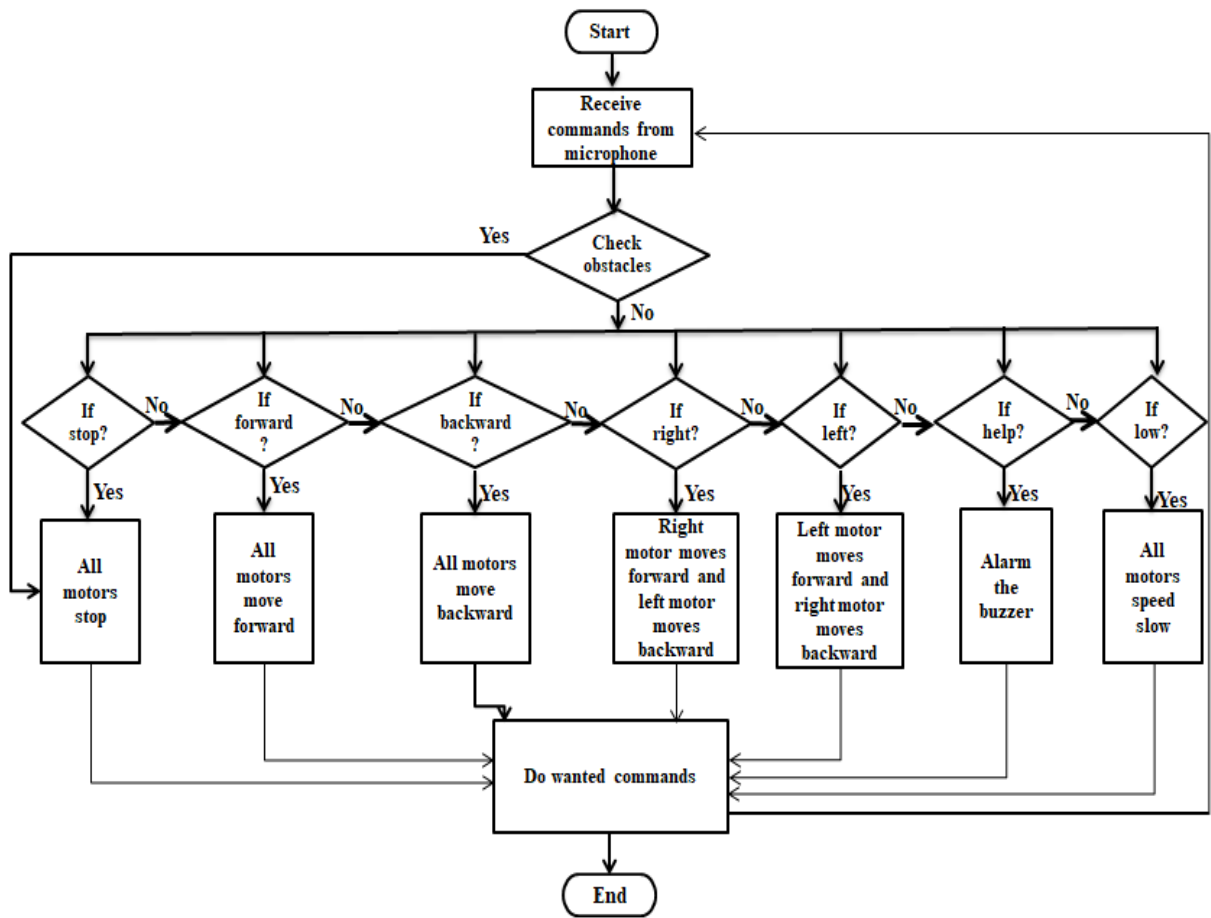 Start
Receive
commands from
microphone
Yes
Check
obstacles
No
If
stop?
No
If
forward
?
No
If
backward
?
No
If
right?
No
If
left?
No
If
help?
No
If
low?
Yes
Yes
Yes
Yes
Yes
Yes
Yes
All
motors
stop
All
motors
move
forward
All motors
move
backward
Right
motor moves
forward and
left motor
moves
backward
Left motor
moves
forward and
right motor
moves
backward
Alarm
the
buzzer
All
motors
speed
slow
Do wanted commands
End